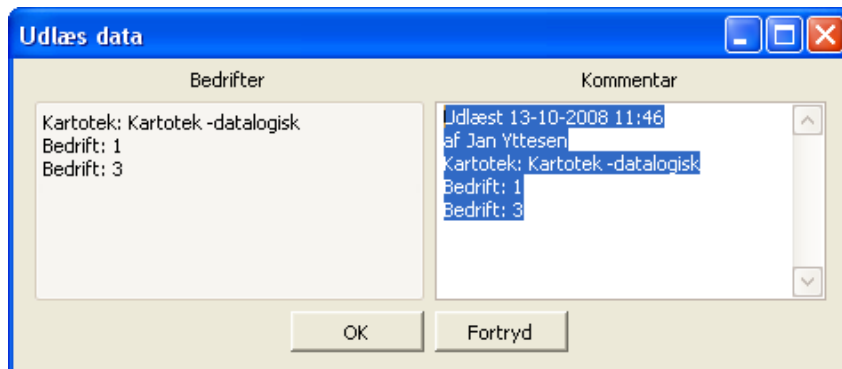 Udlæs data
Bedrifter
Kartotek: Kartotek -datalogisk
Bedrift: 1
Bedrift: 3
Kommentar
Udlæst 13-10-2008 11:46
af Jan Yttesen
Kartotek: Kartotek -datalogisk
Bedrift: 1
Bedrift: 3
OK
Fortryd